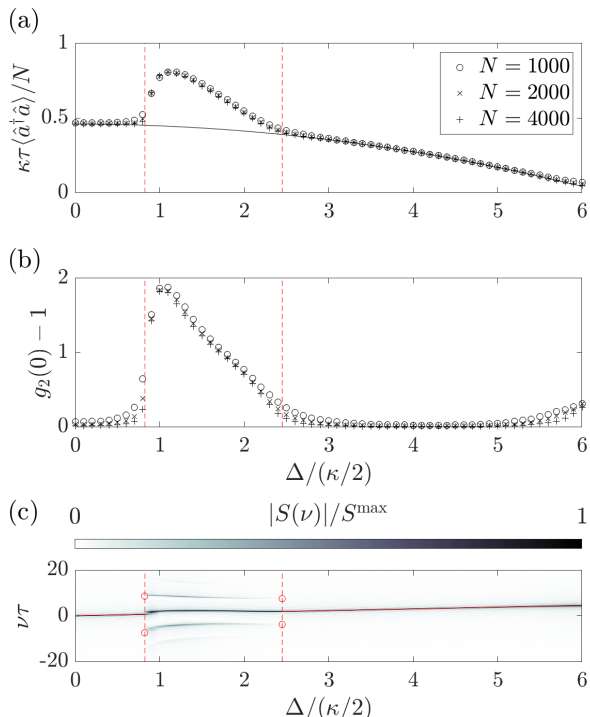 (a)
κτ⟨â†â⟩/N
1
0.5
0
○ N = 1000
× N = 2000
+ N = 4000
0 1 2 3 4 5 6
(b)
g₂(0) − 1
2
1
0
0 1 2 3 4 5 6
Δ/(κ/2)
(c)
0 |S(ν)|/Sᵐᵃˣ 1
ντ
20
0
-20
0 1 2 3 4 5 6
Δ/(κ/2)